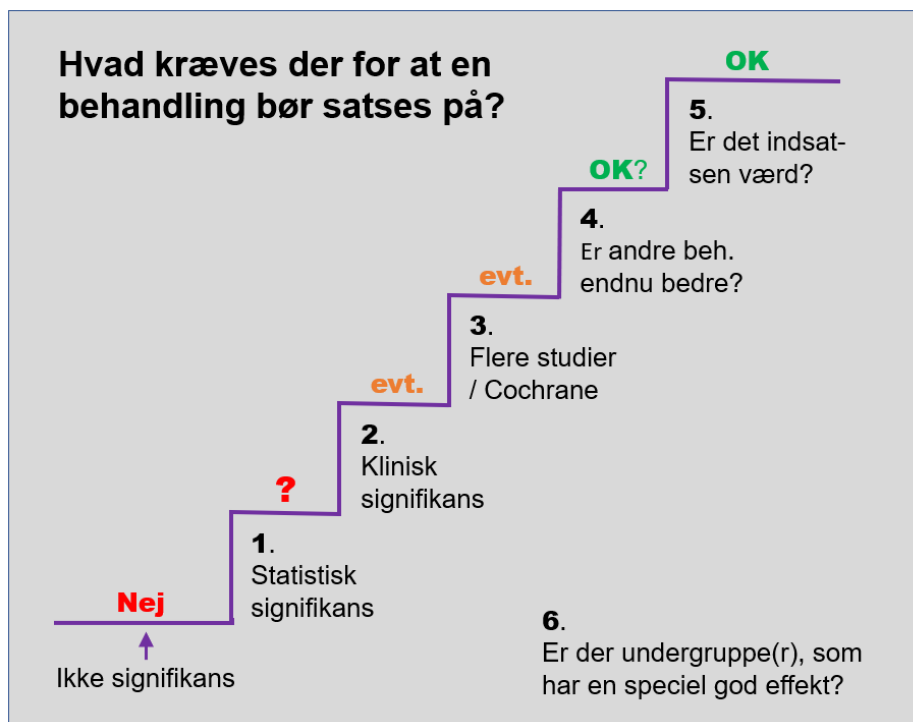 Hvad kræves der for at en
behandling bør satses på?
OK
5.
Er det indsat-
sen værd?
OK?
4.
Er andre beh.
endnu bedre?
evt.
3.
Flere studier
/ Cochrane
evt.
2.
Klinisk
signifikans
?
1.
Statistisk
signifikans
Nej
Ikke signifikans
6.
Er der undergruppe(r), som
har en speciel god effekt?